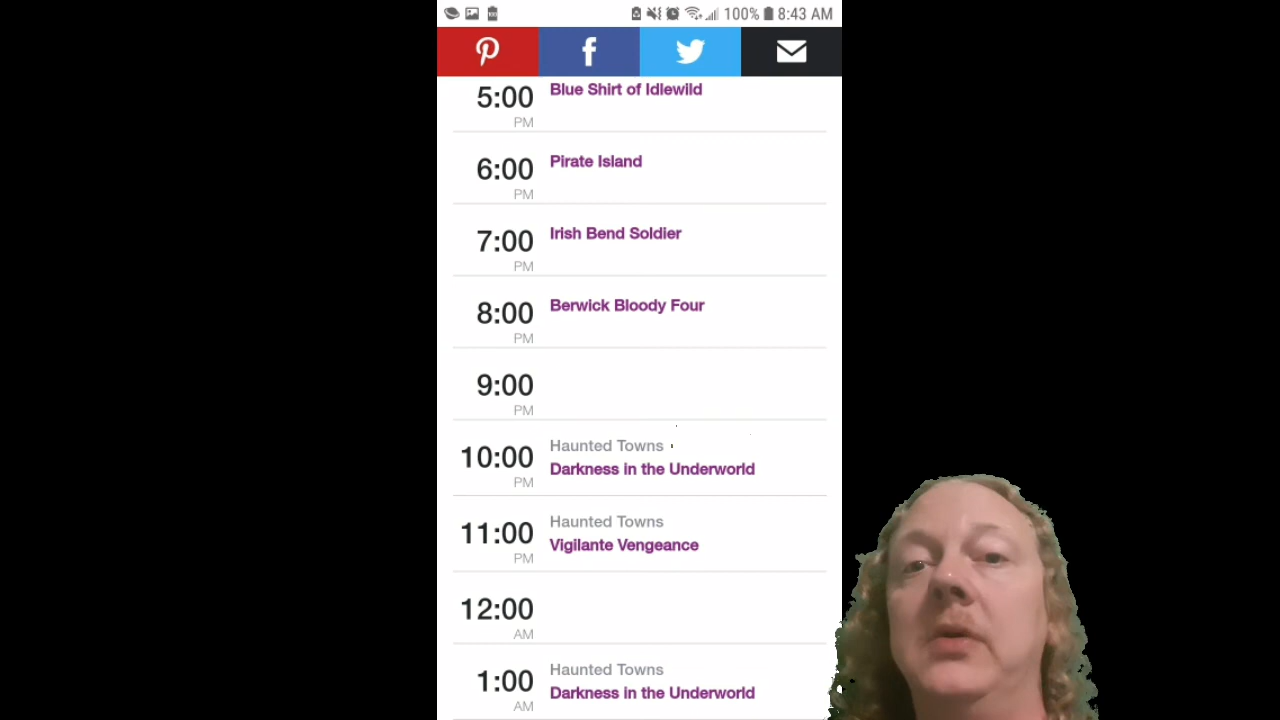 100% 8:43 AM
5:00 PM Blue Shirt of Idlewild
6:00 PM Pirate Island
7:00 PM Irish Bend Soldier
8:00 PM Berwick Bloody Four
9:00 PM
10:00 PM Haunted Towns
Darkness in the Underworld
11:00 PM Haunted Towns
Vigilante Vengeance
12:00 AM
1:00 AM Haunted Towns
Darkness in the Underworld